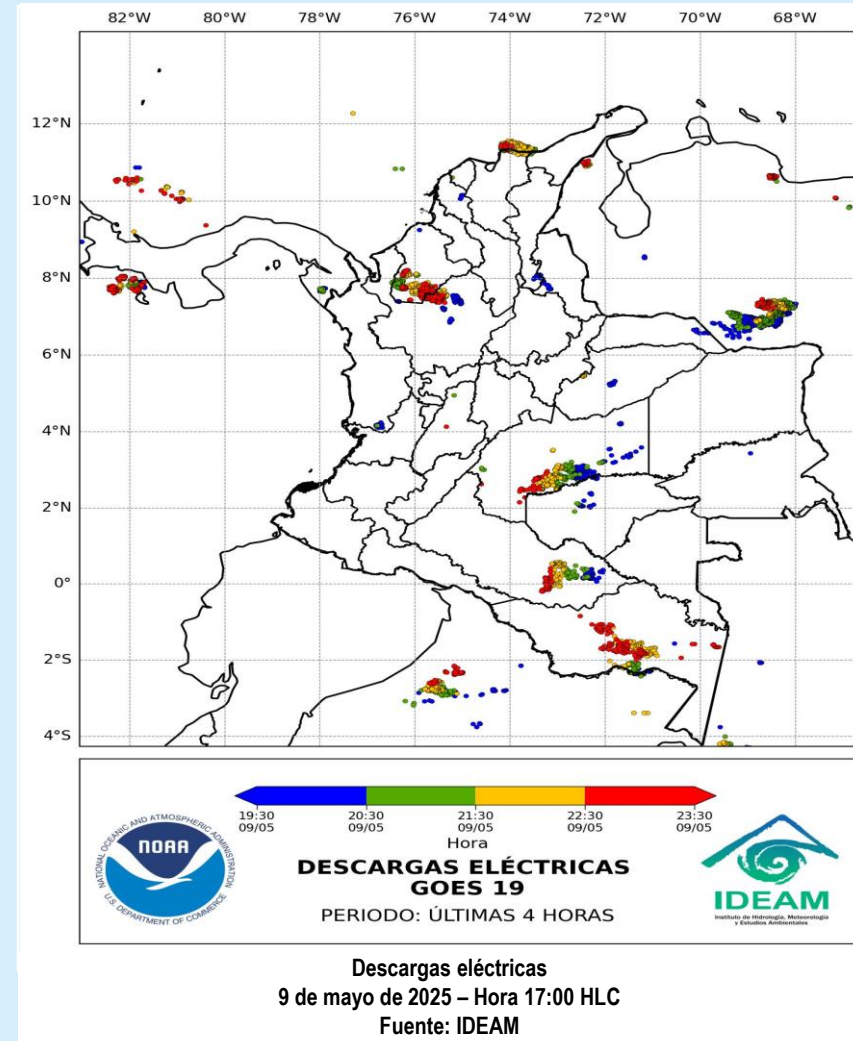 82°W 80°W 78°W 76°W 74°W 72°W 70°W 68°W
12°N
10°N
8°N
6°N
4°N
2°N
0°
2°S
4°S
19:30 20:30 21:30 22:30 23:30
09/05 09/05 09/05 09/05 09/05
Hora
DESCARGAS ELÉCTRICAS
GOES 19
PERIODO: ÚLTIMAS 4 HORAS
NATIONAL OCEANIC AND ATMOSPHERIC ADMINISTRATION
NOAA
U.S. DEPARTMENT OF COMMERCE
IDEAM
Instituto de Hidrología, Meteorología
y Estudios Ambientales
Descargas eléctricas
9 de mayo de 2025 – Hora 17:00 HLC
Fuente: IDEAM